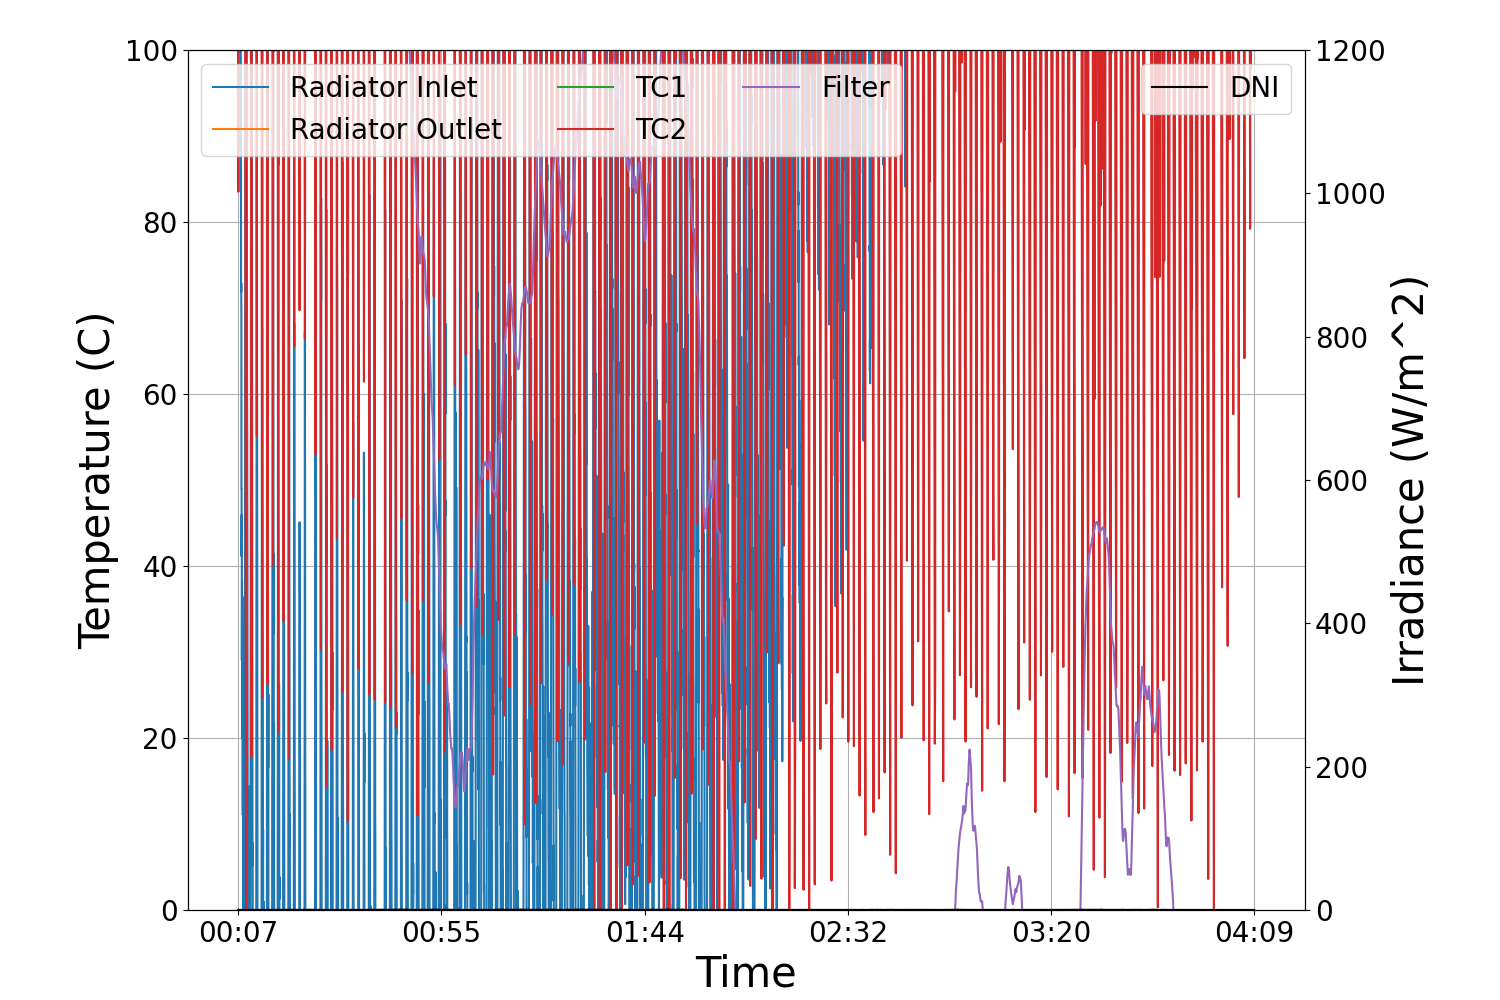 100
80
60
40
20
0
Temperature (C)
Radiator Inlet
Radiator Outlet
TC1
TC2
Filter
DNI
1200
1000
800
600
400
200
0
Irradiance (W/m^2)
00:07
00:55
01:44
02:32
03:20
04:09
Time